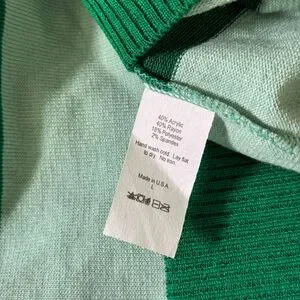 40% Acrylic
40% Rayon
18% Polyester
2% Spandex
Hand wash cold. Lay flat
to dry. No Iron.
Made in U.S.A
L